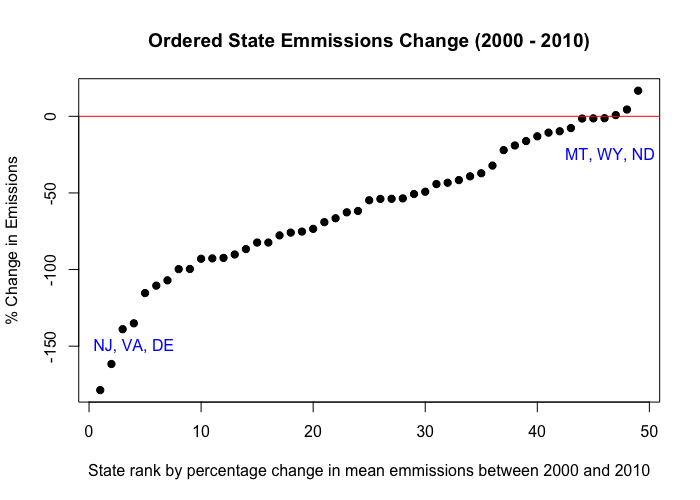 Ordered State Emmissions Change (2000 - 2010)
% Change in Emissions
0
-50
-100
-150
MT, WY, ND
NJ, VA, DE
0 10 20 30 40 50
State rank by percentage change in mean emmissions between 2000 and 2010